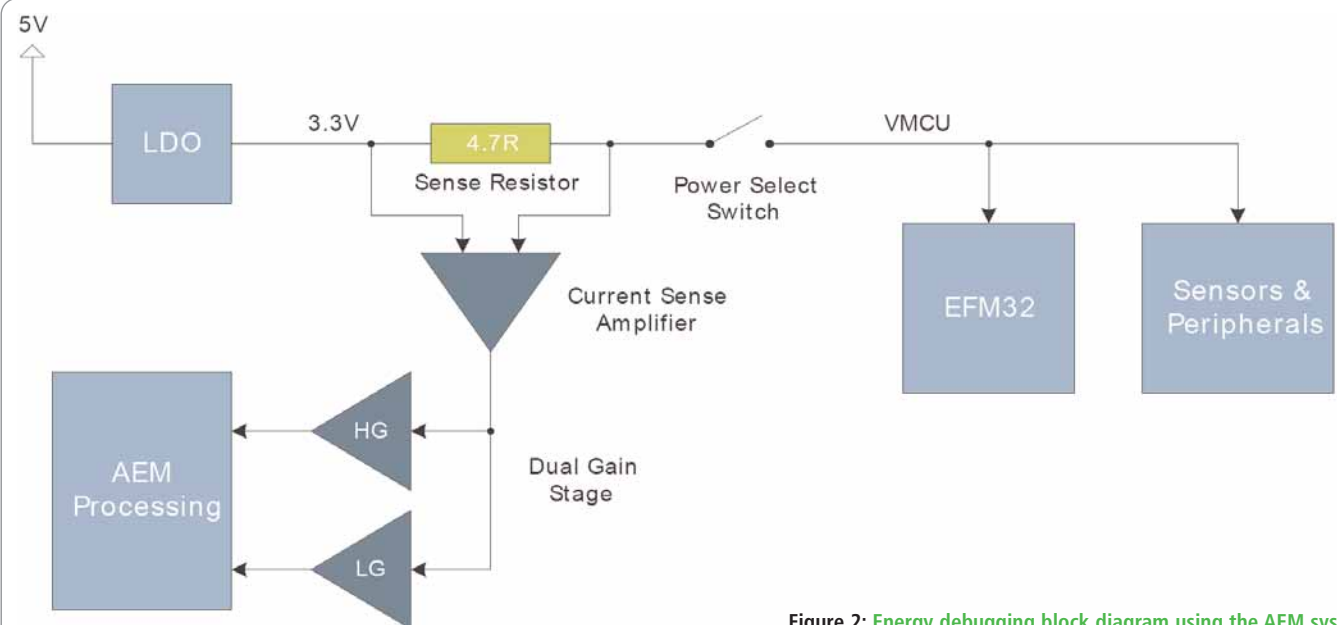 5V
LDO
3.3V
4.7R
Sense Resistor
Power Select
Switch
VMCU
EFM32
Sensors &
Peripherals
Current Sense
Amplifier
HG
Dual Gain
Stage
AEM
Processing
LG
Figure 2: Energy debugging block diagram using the AEM sys